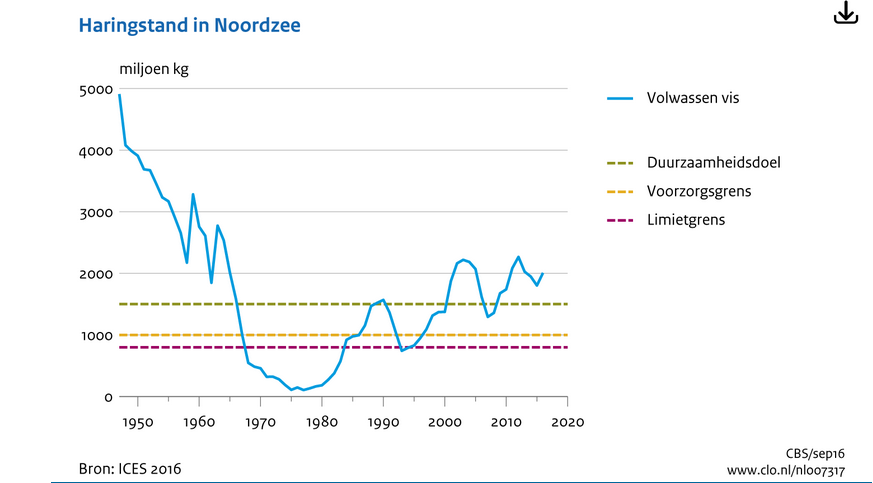 Haringstand in Noordzee
miljoen kg
5000
4000
3000
2000
1000
0
1950 1960 1970 1980 1990 2000 2010 2020
Volwassen vis
Duurzaamheidsdoel
Voorzorgsgrens
Limietgrens
Bron: ICES 2016
CBS/sep16
www.clo.nl/nl007317